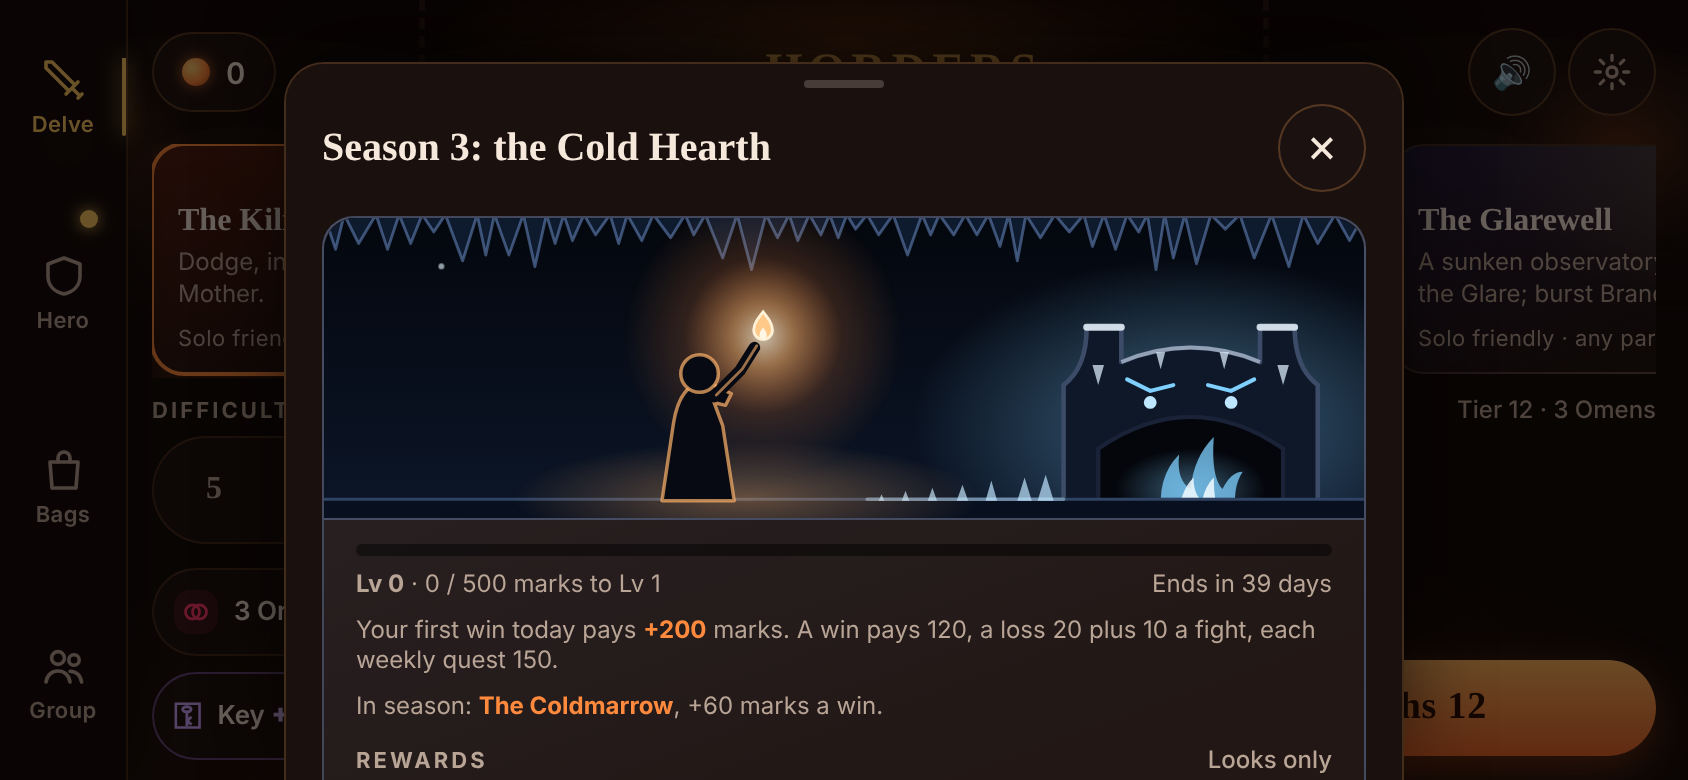 Delve
0
HORDERS
Season 3: the Cold Hearth
The Kil
Dodge, in
Mother.
Solo frien
The Glarewell
A sunken observatory
the Glare; burst Bran
Solo friendly · any par
Hero
DIFFICULT
Tier 12 · 3 Omens
5
Bags
3 Or
Key +
Group
hs 12
Lv 0 · 0 / 500 marks to Lv 1
Ends in 39 days
Your first win today pays +200 marks. A win pays 120, a loss 20 plus 10 a fight, each
weekly quest 150.
In season: The Coldmarrow, +60 marks a win.
REWARDS
Looks only